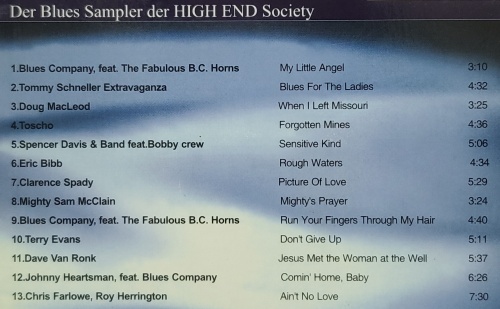 Der Blues Sampler der HIGH END Society
1.Blues Company, feat. The Fabulous B.C. Horns My Little Angel 3:10
2.Tommy Schneller Extravaganza Blues For The Ladies 4:32
3.Doug MacLeod When I Left Missouri 3:25
4.Toscho Forgotten Mines 4:36
5.Spencer Davis & Band feat.Bobby crew Sensitive Kind 5:06
6.Eric Bibb Rough Waters 4:34
7.Clarence Spady Picture Of Love 5:29
8.Mighty Sam McClain Mighty's Prayer 3:24
9.Blues Company, feat. The Fabulous B.C. Horns Run Your Fingers Through My Hair 4:40
10.Terry Evans Don't Give Up 5:11
11.Dave Van Ronk Jesus Met the Woman at the Well 5:37
12.Johnny Heartsman, feat. Blues Company Comin' Home, Baby 6:26
13.Chris Farlowe, Roy Herrington Ain't No Love 7:30